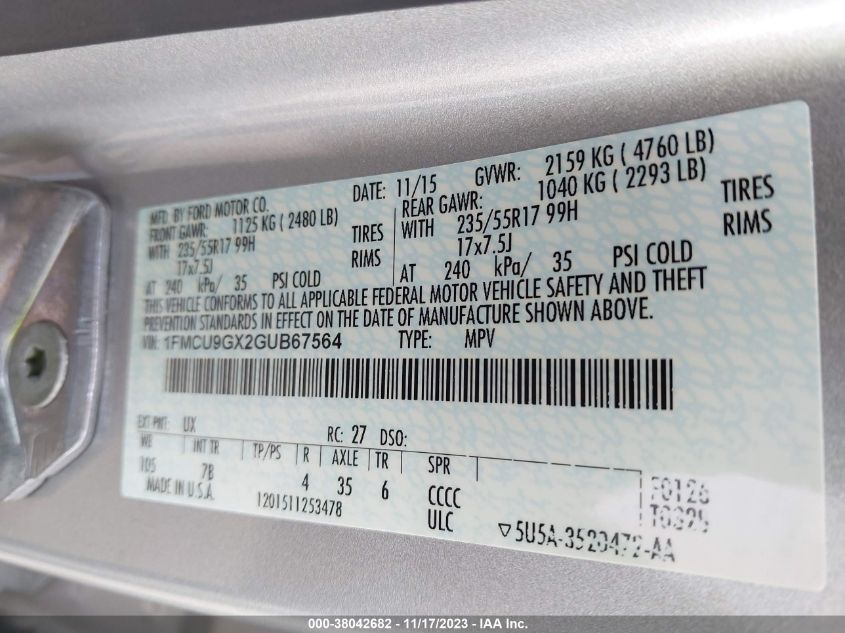 MFD. BY FORD MOTOR CO.
DATE: 11/15 GVWR: 2159 KG ( 4760 LB)
FRONT GAWR: 1125 KG ( 2480 LB)
WITH 235/55R17 99H TIRES
17x7.5J RIMS
AT 240 kPa/ 35 PSI COLD
REAR GAWR: 1040 KG ( 2293 LB)
WITH 235/55R17 99H TIRES
17x7.5J RIMS
AT 240 kPa/ 35 PSI COLD
THIS VEHICLE CONFORMS TO ALL APPLICABLE FEDERAL MOTOR VEHICLE SAFETY AND THEFT
PREVENTION STANDARDS IN EFFECT ON THE DATE OF MANUFACTURE SHOWN ABOVE.
VIN: 1FMCU9GX2GUB67564 TYPE: MPV
EXT PNT: UX RC: 27 DSO:
WB INT TR TP/PS R AXLE TR SPR
105 7B 4 35 6 CCCC
MADE IN U.S.A. 1201511253478 ULC
F0126
T0325
5U5A-3520472-AA
000-38042682 - 11/17/2023 - IAA Inc.